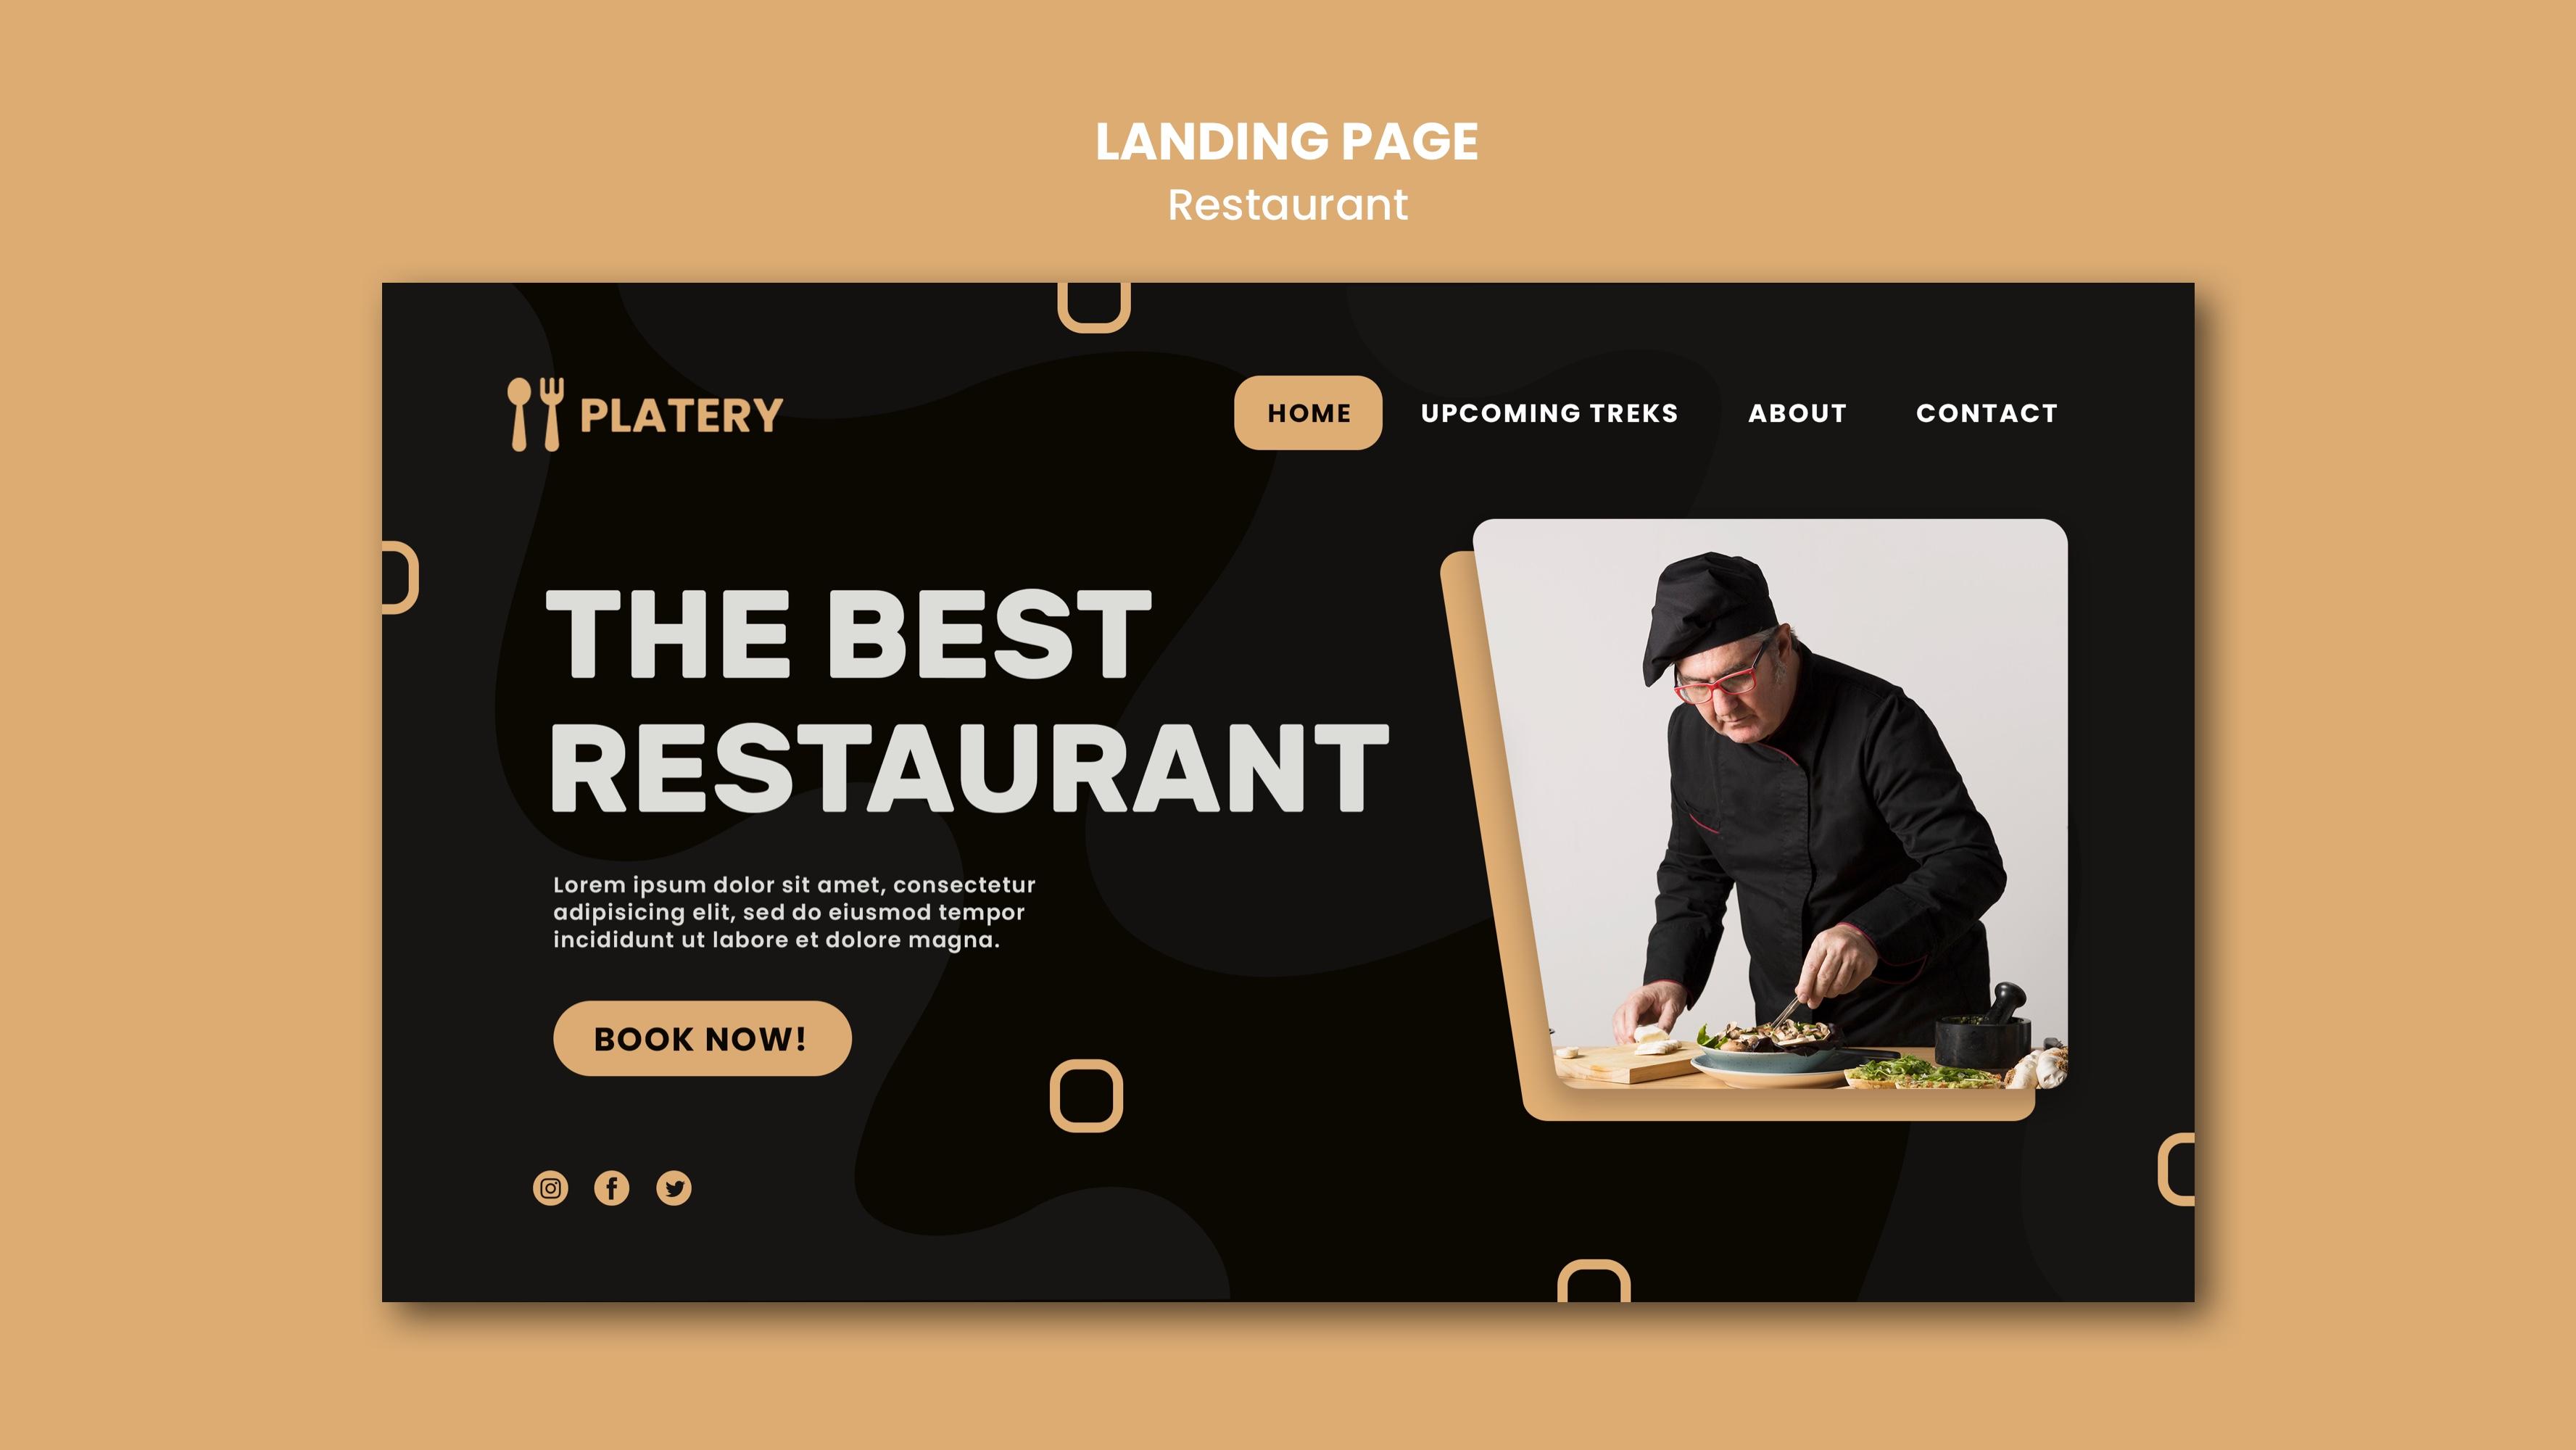 LANDING PAGE
Restaurant
PLATERY
HOME
UPCOMING TREKS
ABOUT
CONTACT
THE BEST
RESTAURANT
Lorem ipsum dolor sit amet, consectetur
adipisicing elit, sed do eiusmod tempor
incididunt ut labore et dolore magna.
BOOK NOW!